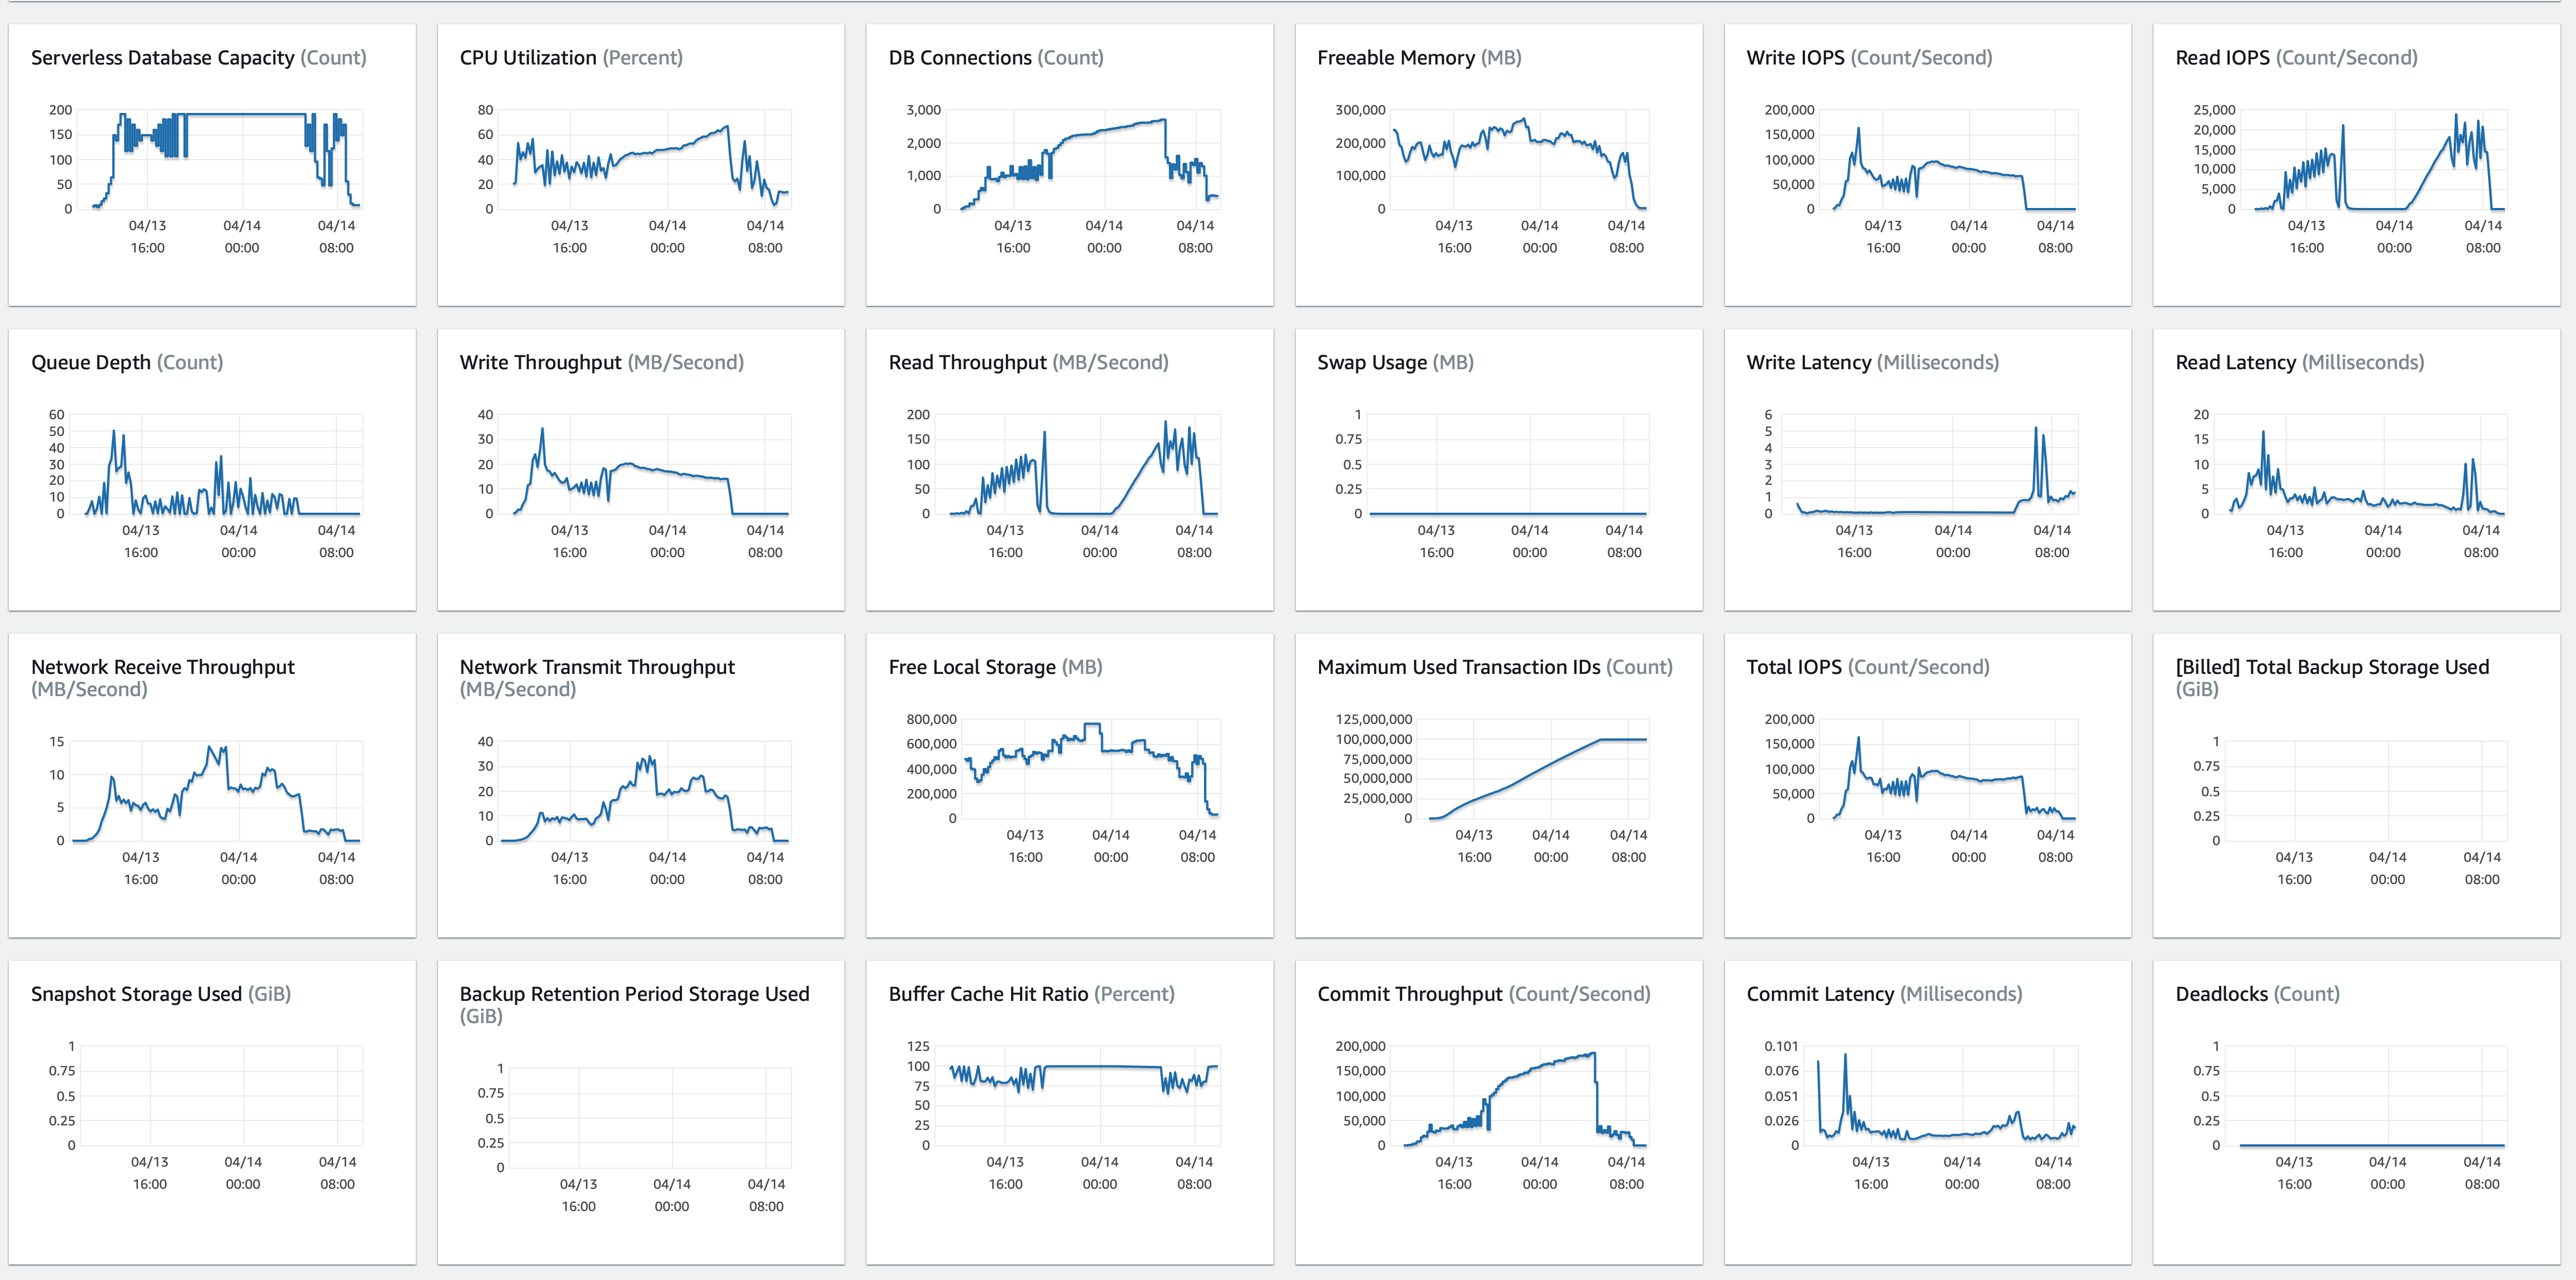 Serverless Database Capacity (Count)
200
150
100
50
0
04/13 04/14 04/14
16:00 00:00 08:00
CPU Utilization (Percent)
80
60
40
20
0
04/13 04/14 04/14
16:00 00:00 08:00
DB Connections (Count)
3,000
2,000
1,000
0
04/13 04/14 04/14
16:00 00:00 08:00
Freeable Memory (MB)
300,000
200,000
100,000
0
04/13 04/14 04/14
16:00 00:00 08:00
Write IOPS (Count/Second)
200,000
150,000
100,000
50,000
0
04/13 04/14 04/14
16:00 00:00 08:00
Read IOPS (Count/Second)
25,000
20,000
15,000
10,000
5,000
0
04/13 04/14 04/14
16:00 00:00 08:00
Queue Depth (Count)
60
50
40
30
20
10
0
04/13 04/14 04/14
16:00 00:00 08:00
Write Throughput (MB/Second)
40
30
20
10
0
04/13 04/14 04/14
16:00 00:00 08:00
Read Throughput (MB/Second)
200
150
100
50
0
04/13 04/14 04/14
16:00 00:00 08:00
Swap Usage (MB)
1
0.75
0.5
0.25
0
04/13 04/14 04/14
16:00 00:00 08:00
Write Latency (Milliseconds)
6
5
4
3
2
1
0
04/13 04/14 04/14
16:00 00:00 08:00
Read Latency (Milliseconds)
20
15
10
5
0
04/13 04/14 04/14
16:00 00:00 08:00
Network Receive Throughput
(MB/Second)
15
10
5
0
04/13 04/14 04/14
16:00 00:00 08:00
Network Transmit Throughput
(MB/Second)
40
30
20
10
0
04/13 04/14 04/14
16:00 00:00 08:00
Free Local Storage (MB)
800,000
600,000
400,000
200,000
0
04/13 04/14 04/14
16:00 00:00 08:00
Maximum Used Transaction IDs (Count)
125,000,000
100,000,000
75,000,000
50,000,000
25,000,000
0
04/13 04/14 04/14
16:00 00:00 08:00
Total IOPS (Count/Second)
200,000
150,000
100,000
50,000
0
04/13 04/14 04/14
16:00 00:00 08:00
[Billed] Total Backup Storage Used
(GiB)
1
0.75
0.5
0.25
0
04/13 04/14 04/14
16:00 00:00 08:00
Snapshot Storage Used (GiB)
1
0.75
0.5
0.25
0
04/13 04/14 04/14
16:00 00:00 08:00
Backup Retention Period Storage Used
(GiB)
1
0.75
0.5
0.25
0
04/13 04/14 04/14
16:00 00:00 08:00
Buffer Cache Hit Ratio (Percent)
125
100
75
50
25
0
04/13 04/14 04/14
16:00 00:00 08:00
Commit Throughput (Count/Second)
200,000
150,000
100,000
50,000
0
04/13 04/14 04/14
16:00 00:00 08:00
Commit Latency (Milliseconds)
0.101
0.076
0.051
0.026
0
04/13 04/14 04/14
16:00 00:00 08:00
Deadlocks (Count)
1
0.75
0.5
0.25
0
04/13 04/14 04/14
16:00 00:00 08:00